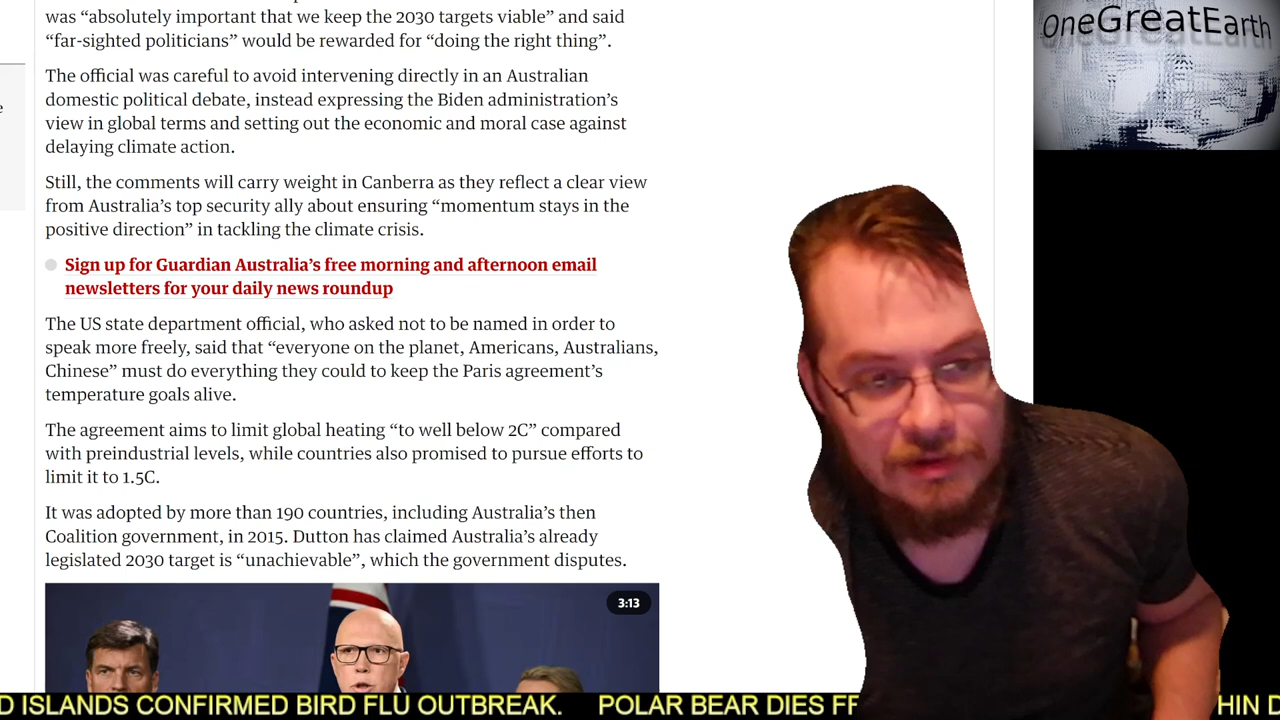 was “absolutely important that we keep the 2030 targets viable” and said
“far-sighted politicians” would be rewarded for “doing the right thing”.
The official was careful to avoid intervening directly in an Australian
domestic political debate, instead expressing the Biden administration’s
view in global terms and setting out the economic and moral case against
delaying climate action.
Still, the comments will carry weight in Canberra as they reflect a clear view
from Australia’s top security ally about ensuring “momentum stays in the
positive direction” in tackling the climate crisis.
Sign up for Guardian Australia’s free morning and afternoon email
newsletters for your daily news roundup
The US state department official, who asked not to be named in order to
speak more freely, said that “everyone on the planet, Americans, Australians,
Chinese” must do everything they could to keep the Paris agreement’s
temperature goals alive.
The agreement aims to limit global heating “to well below 2C” compared
with preindustrial levels, while countries also promised to pursue efforts to
limit it to 1.5C.
It was adopted by more than 190 countries, including Australia’s then
Coalition government, in 2015. Dutton has claimed Australia’s already
legislated 2030 target is “unachievable”, which the government disputes.
3:13
OneGreatEarth
D ISLANDS CONFIRMED BIRD FLU OUTBREAK. POLAR BEAR DIES FF HIN D